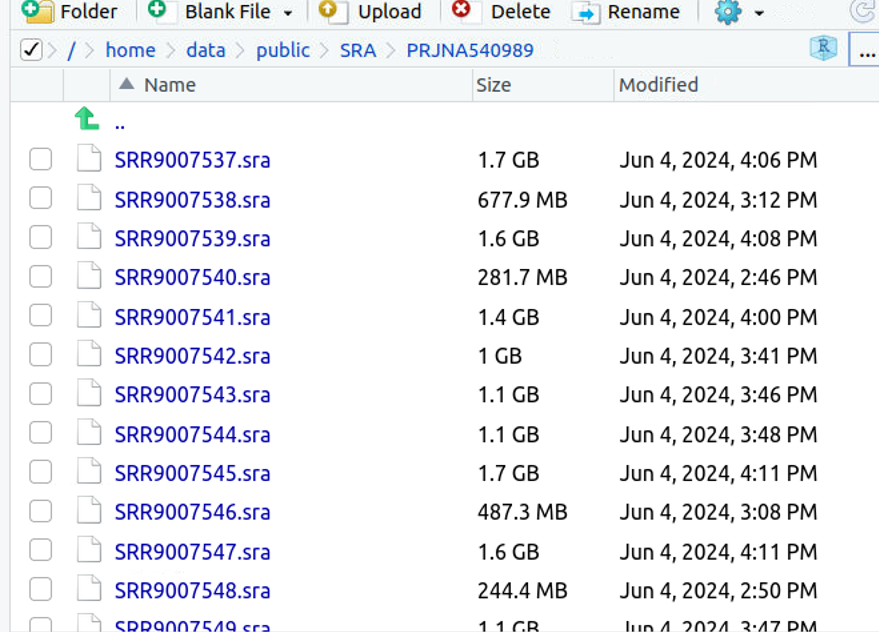 Folder Blank File Upload Delete Rename
/ home data public SRA PRJNA540989 R ...
Name Size Modified
..
SRR9007537.sra 1.7 GB Jun 4, 2024, 4:06 PM
SRR9007538.sra 677.9 MB Jun 4, 2024, 3:12 PM
SRR9007539.sra 1.6 GB Jun 4, 2024, 4:08 PM
SRR9007540.sra 281.7 MB Jun 4, 2024, 2:46 PM
SRR9007541.sra 1.4 GB Jun 4, 2024, 4:00 PM
SRR9007542.sra 1 GB Jun 4, 2024, 3:41 PM
SRR9007543.sra 1.1 GB Jun 4, 2024, 3:46 PM
SRR9007544.sra 1.1 GB Jun 4, 2024, 3:48 PM
SRR9007545.sra 1.7 GB Jun 4, 2024, 4:11 PM
SRR9007546.sra 487.3 MB Jun 4, 2024, 3:08 PM
SRR9007547.sra 1.6 GB Jun 4, 2024, 4:11 PM
SRR9007548.sra 244.4 MB Jun 4, 2024, 2:50 PM
SRR9007549.sra 1.1 GB Jun 4, 2024, 3:47 PM